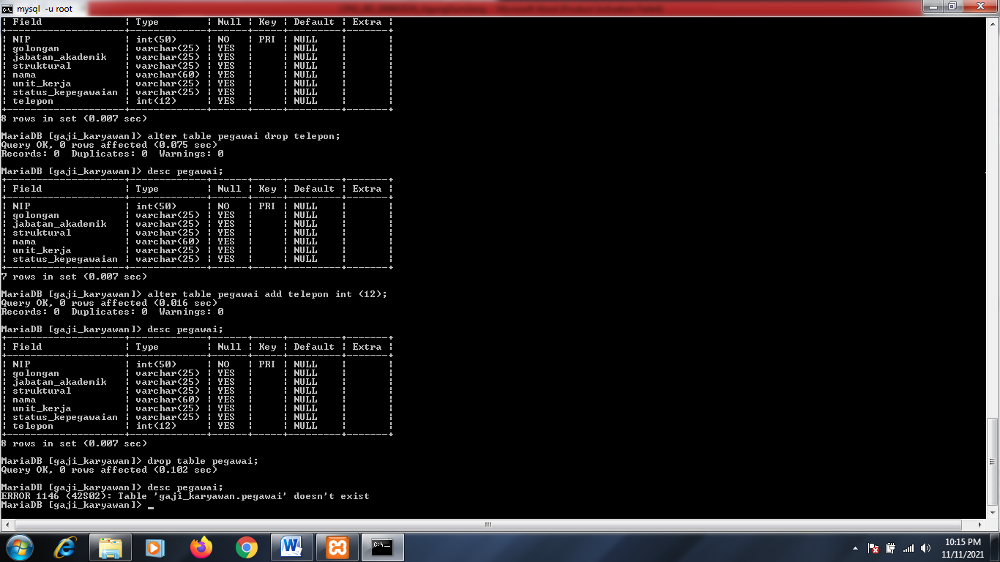 mysql -u root
| Field | Type | Null | Key | Default | Extra |
+--------------------+-------------+------+-----+---------+-------+
| NIP | int(50) | NO | PRI | NULL | |
| golongan | varchar(25) | YES | | NULL | |
| jabatan_akademik | varchar(25) | YES | | NULL | |
| struktural | varchar(25) | YES | | NULL | |
| nama | varchar(60) | YES | | NULL | |
| unit_kerja | varchar(25) | YES | | NULL | |
| status_kepegawaian | varchar(25) | YES | | NULL | |
| telepon | int(12) | YES | | NULL | |
+--------------------+-------------+------+-----+---------+-------+
8 rows in set (0.007 sec)
MariaDB [gaji_karyawan]> alter table pegawai drop telepon;
Query OK, 0 rows affected (0.075 sec)
Records: 0 Duplicates: 0 Warnings: 0
MariaDB [gaji_karyawan]> desc pegawai;
+--------------------+-------------+------+-----+---------+-------+
| Field | Type | Null | Key | Default | Extra |
+--------------------+-------------+------+-----+---------+-------+
| NIP | int(50) | NO | PRI | NULL | |
| golongan | varchar(25) | YES | | NULL | |
| jabatan_akademik | varchar(25) | YES | | NULL | |
| struktural | varchar(25) | YES | | NULL | |
| nama | varchar(60) | YES | | NULL | |
| unit_kerja | varchar(25) | YES | | NULL | |
| status_kepegawaian | varchar(25) | YES | | NULL | |
+--------------------+-------------+------+-----+---------+-------+
7 rows in set (0.007 sec)
MariaDB [gaji_karyawan]> alter table pegawai add telepon int (12);
Query OK, 0 rows affected (0.016 sec)
Records: 0 Duplicates: 0 Warnings: 0
MariaDB [gaji_karyawan]> desc pegawai;
+--------------------+-------------+------+-----+---------+-------+
| Field | Type | Null | Key | Default | Extra |
+--------------------+-------------+------+-----+---------+-------+
| NIP | int(50) | NO | PRI | NULL | |
| golongan | varchar(25) | YES | | NULL | |
| jabatan_akademik | varchar(25) | YES | | NULL | |
| struktural | varchar(25) | YES | | NULL | |
| nama | varchar(60) | YES | | NULL | |
| unit_kerja | varchar(25) | YES | | NULL | |
| status_kepegawaian | varchar(25) | YES | | NULL | |
| telepon | int(12) | YES | | NULL | |
+--------------------+-------------+------+-----+---------+-------+
8 rows in set (0.007 sec)
MariaDB [gaji_karyawan]> drop table pegawai;
Query OK, 0 rows affected (0.102 sec)
MariaDB [gaji_karyawan]> desc pegawai;
ERROR 1146 (42S02): Table 'gaji_karyawan.pegawai' doesn't exist
MariaDB [gaji_karyawan]> _
10:15 PM
11/11/2021